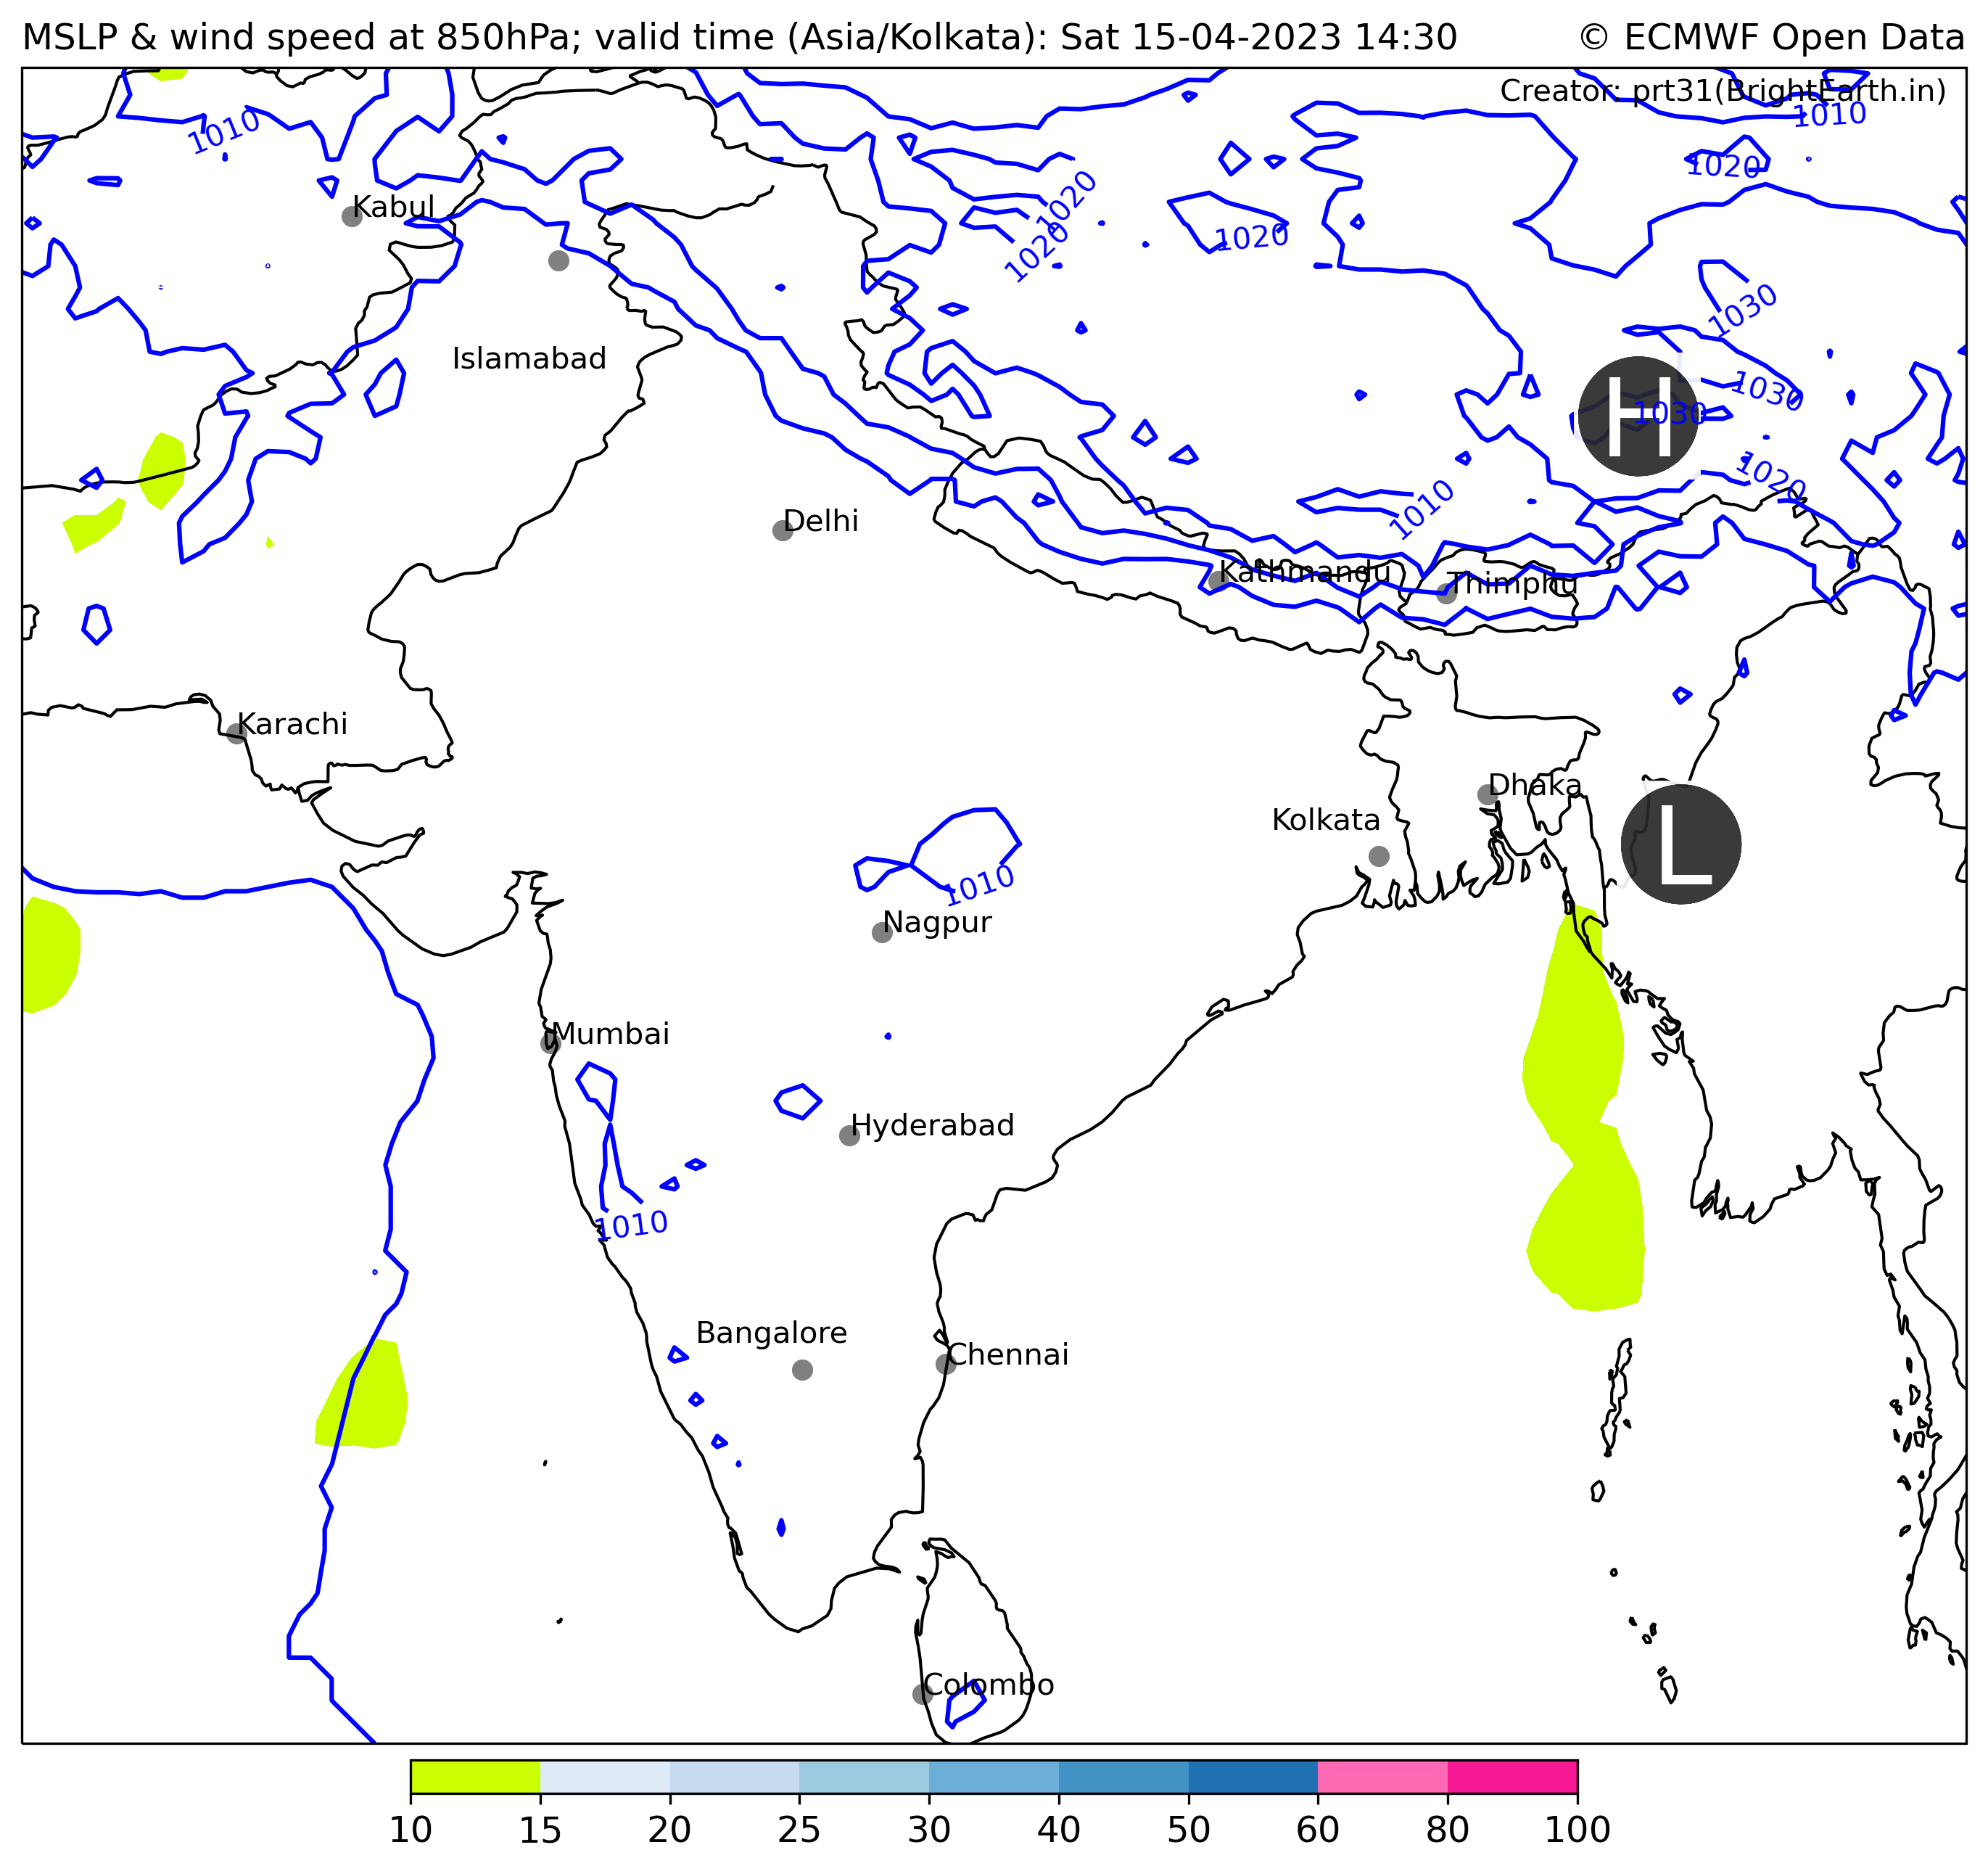 MSLP & wind speed at 850hPa; valid time (Asia/Kolkata): Sat 15-04-2023 14:30 © ECMWF Open Data
Creator: prt31(BrightEarth.in)
1010
1010
1020
Kabul
1020
1020
1020
1030
Islamabad
1030
H
1030
1020
1010
Delhi
Kathmandu
Thimphu
Karachi
Dhaka
Kolkata
L
1010
Nagpur
Mumbai
Hyderabad
1010
Bangalore
Chennai
Colombo
10 15 20 25 30 40 50 60 80 100